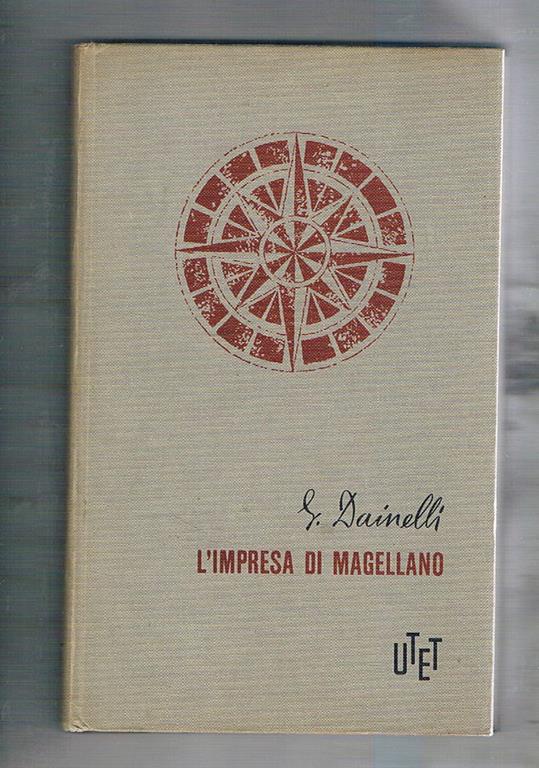 G. Dainelli
L'IMPRESA DI MAGELLANO
UTET